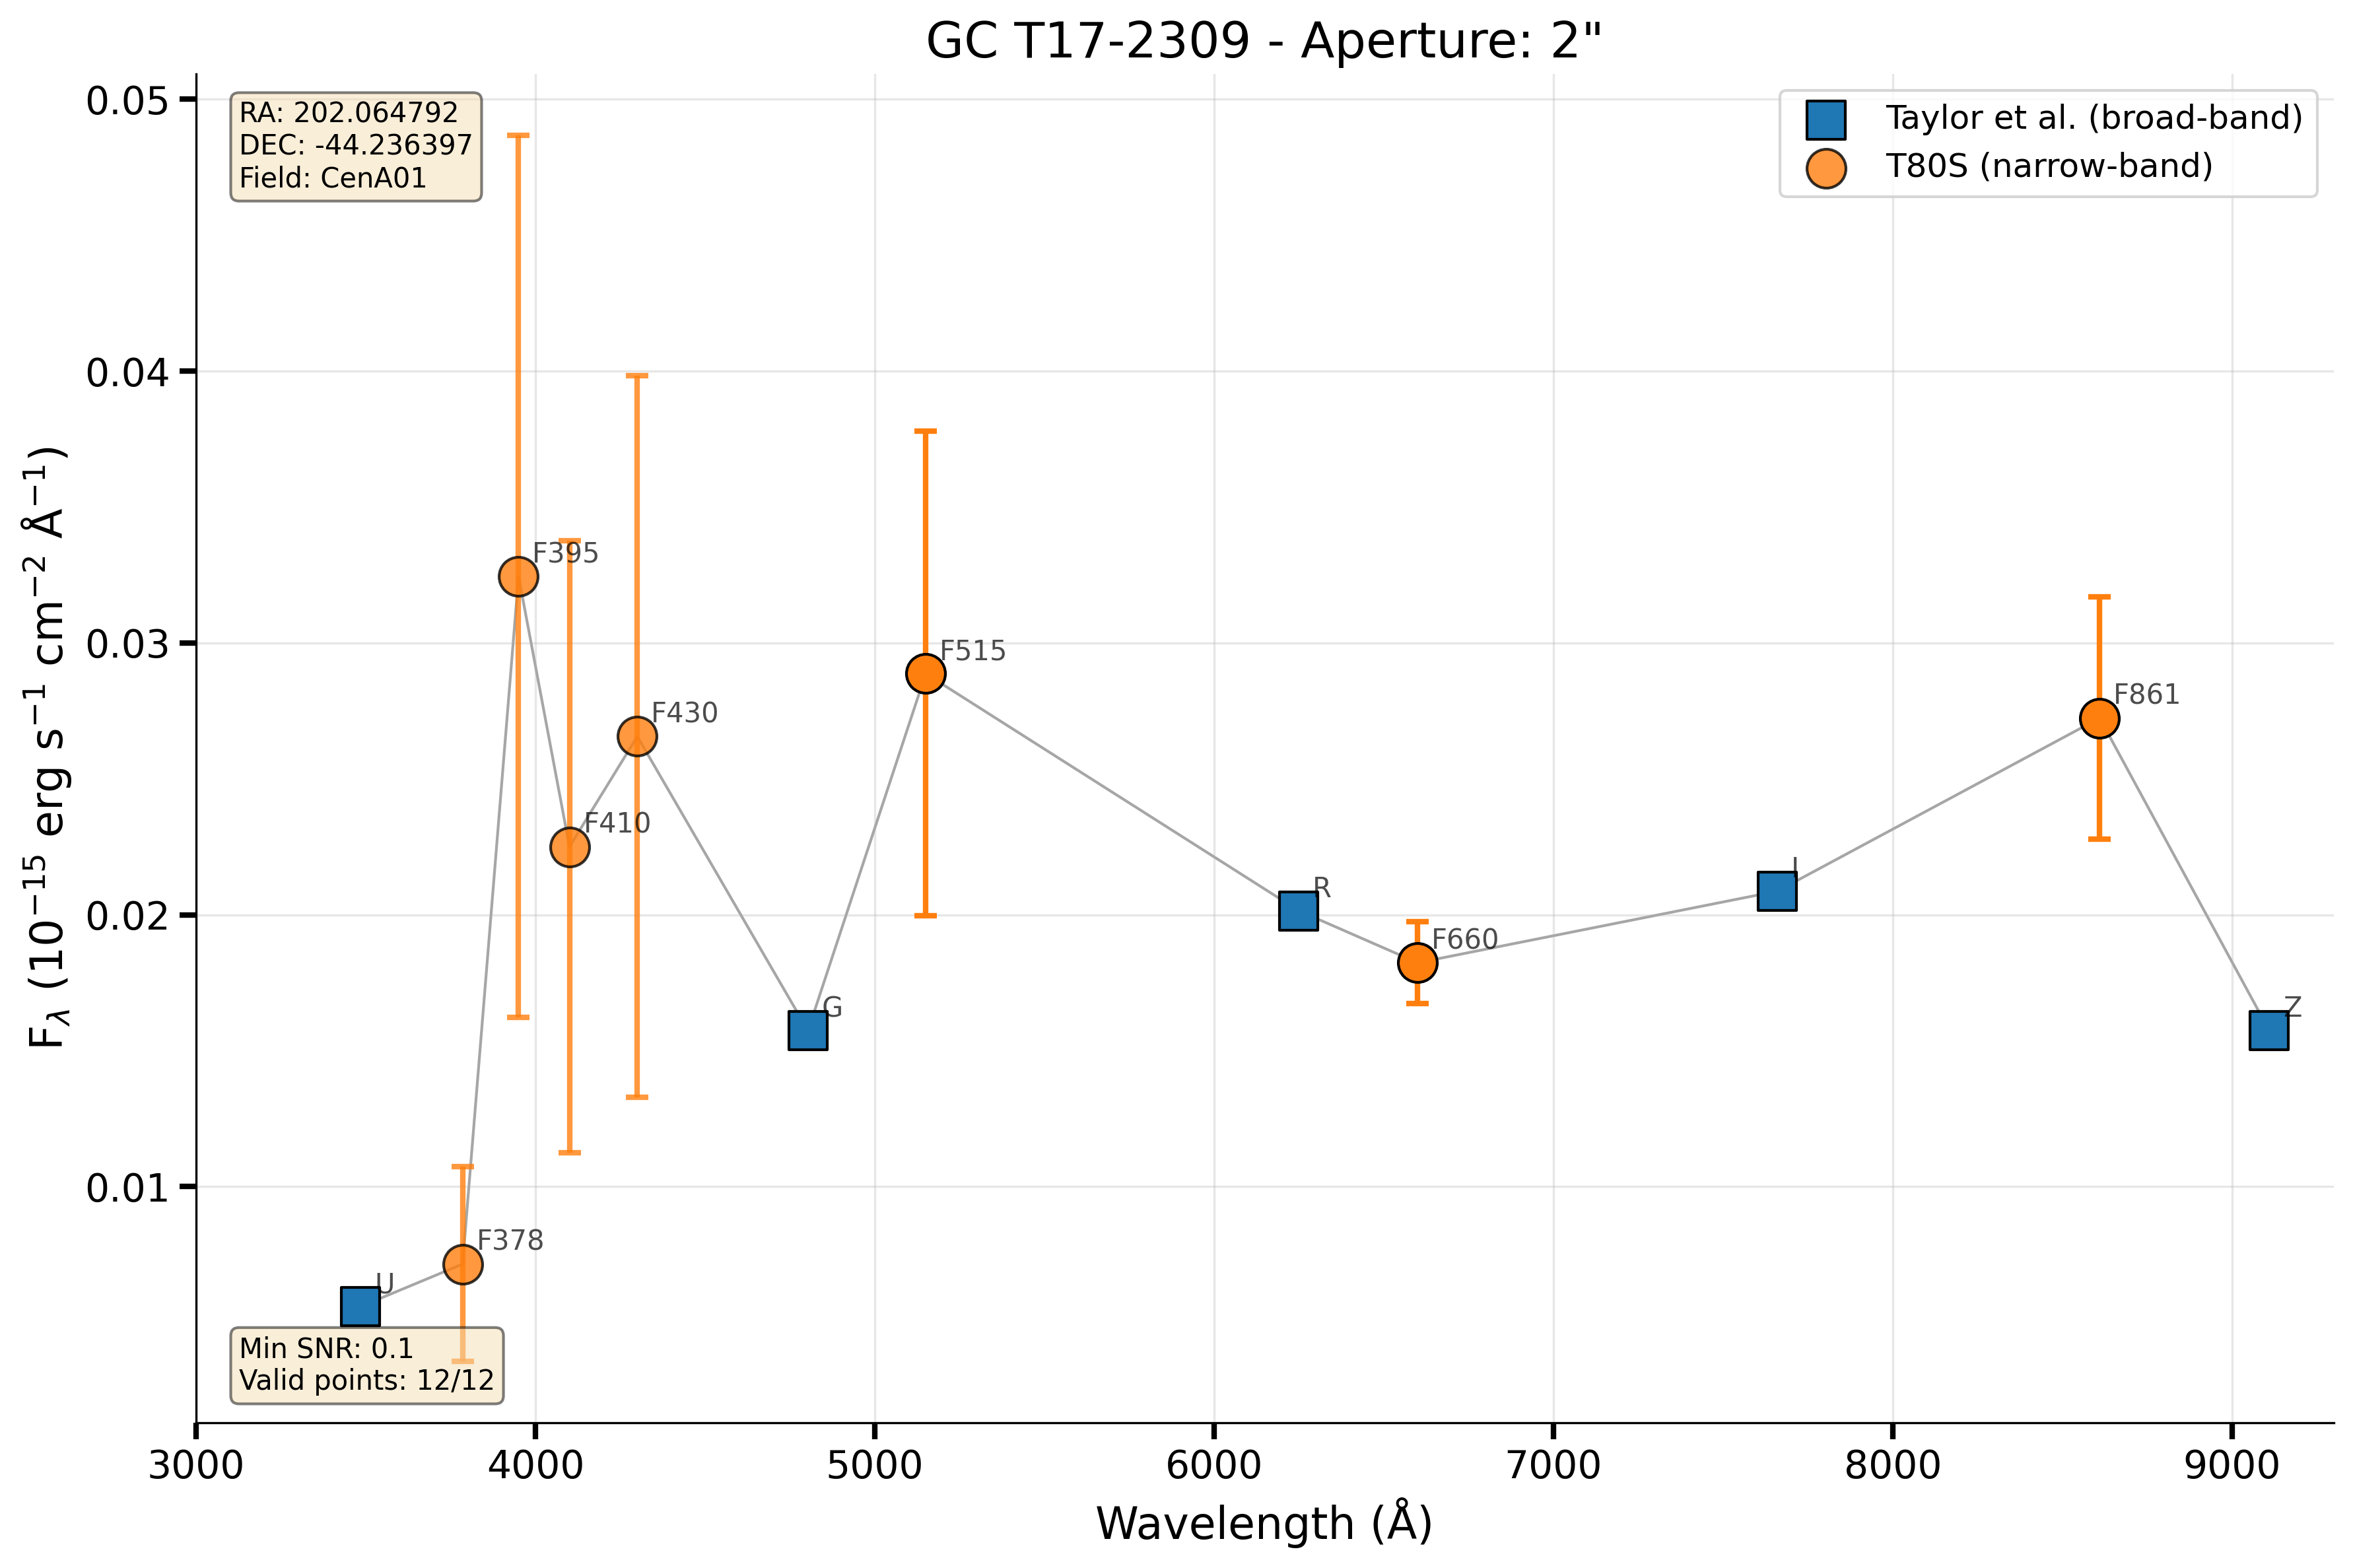 GC T17-2309 - Aperture: 2"
RA: 202.064792
DEC: -44.236397
Field: CenA01
Taylor et al. (broad-band)
T80S (narrow-band)
0.05
0.04
0.03
0.02
0.01
F_λ (10⁻¹⁵ erg s⁻¹ cm⁻² Å⁻¹)
F395
F410
F430
F515
F861
R
F660
I
G
Z
F378
U
Min SNR: 0.1
Valid points: 12/12
3000 4000 5000 6000 7000 8000 9000
Wavelength (Å)